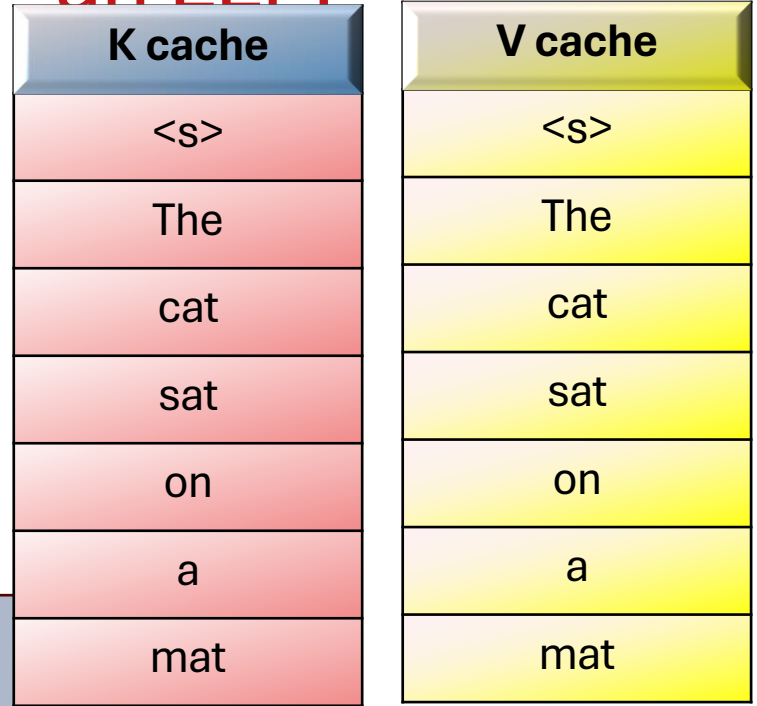 K cache
<s>
The
cat
sat
on
a
mat
V cache
<s>
The
cat
sat
on
a
mat